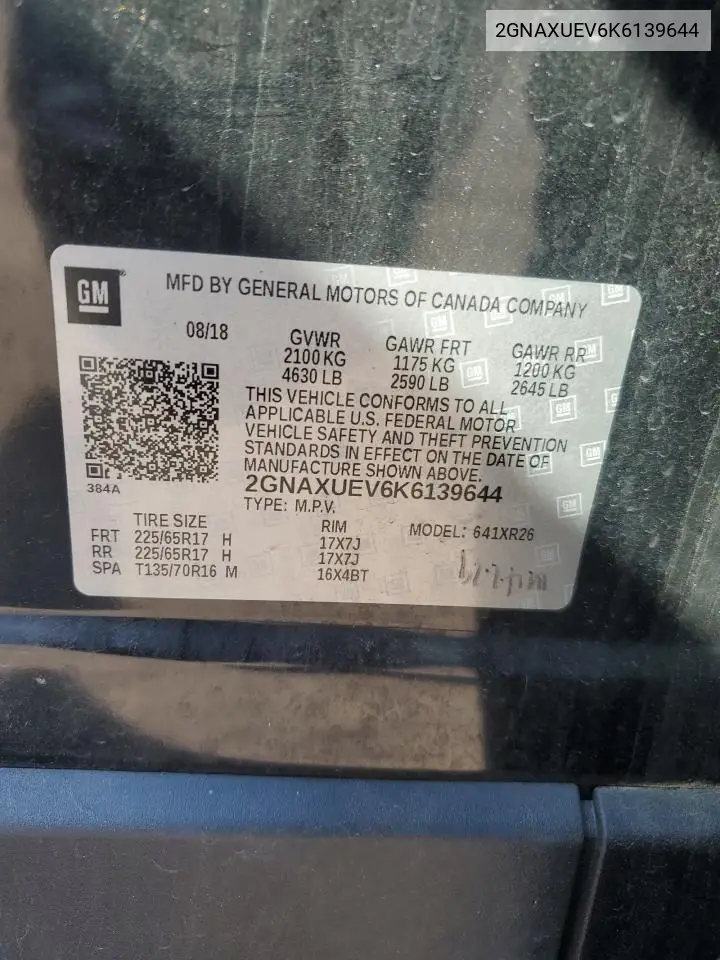 2GNAXUEV6K6139644
GM
MFD BY GENERAL MOTORS OF CANADA COMPANY
08/18
GVWR
2100 KG
4630 LB
GAWR FRT
1175 KG
2590 LB
GAWR RR
1200 KG
2645 LB
THIS VEHICLE CONFORMS TO ALL
APPLICABLE U.S. FEDERAL MOTOR
VEHICLE SAFETY AND THEFT PREVENTION
STANDARDS IN EFFECT ON THE DATE OF
MANUFACTURE SHOWN ABOVE.
384A
2GNAXUEV6K6139644
TYPE: M.P.V.
TIRE SIZE RIM MODEL: 641XR26
FRT 225/65R17 H 17X7J
RR 225/65R17 H 17X7J
SPA T135/70R16 M 16X4BT